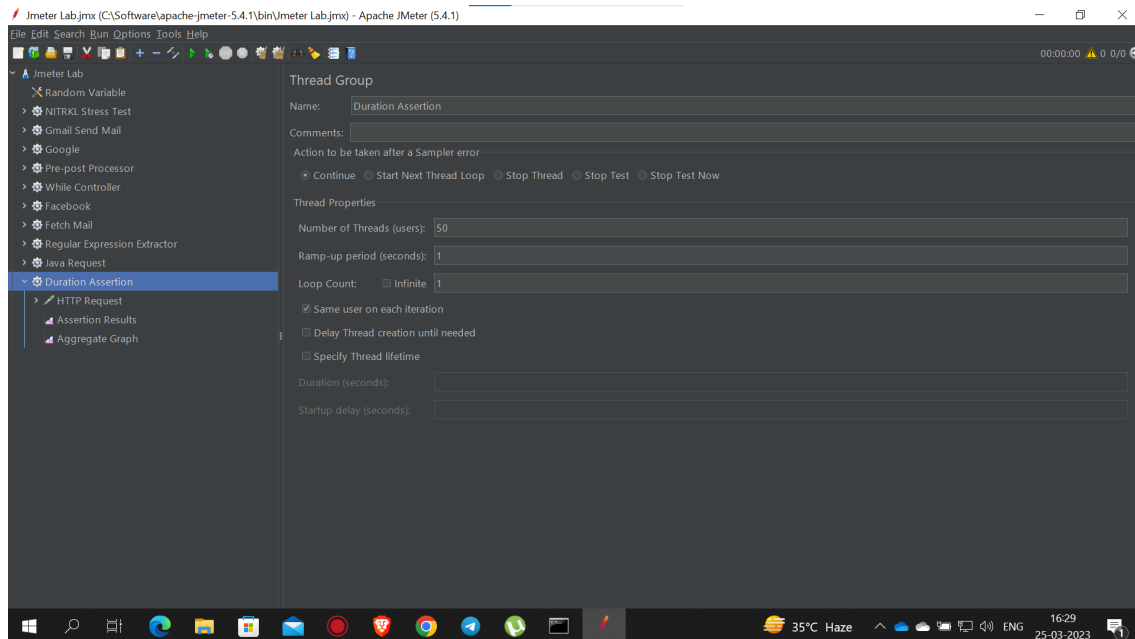 Jmeter Lab.jmx (C:\Software\apache-jmeter-5.4.1\bin\Jmeter Lab.jmx) - Apache JMeter (5.4.1)
File Edit Search Run Options Tools Help
00:00:00 0 0/0
Jmeter Lab
Random Variable
NITRKL Stress Test
Gmail Send Mail
Google
Pre-post Processor
While Controller
Facebook
Fetch Mail
Regular Expression Extractor
Java Request
Duration Assertion
HTTP Request
Assertion Results
Aggregate Graph
Thread Group
Name: Duration Assertion
Comments:
Action to be taken after a Sampler error
Continue Start Next Thread Loop Stop Thread Stop Test Stop Test Now
Thread Properties
Number of Threads (users): 50
Ramp-up period (seconds): 1
Loop Count: Infinite 1
Same user on each iteration
Delay Thread creation until needed
Specify Thread lifetime
Duration (seconds):
Startup delay (seconds):
35°C Haze
ENG
16:29
25-03-2023
1